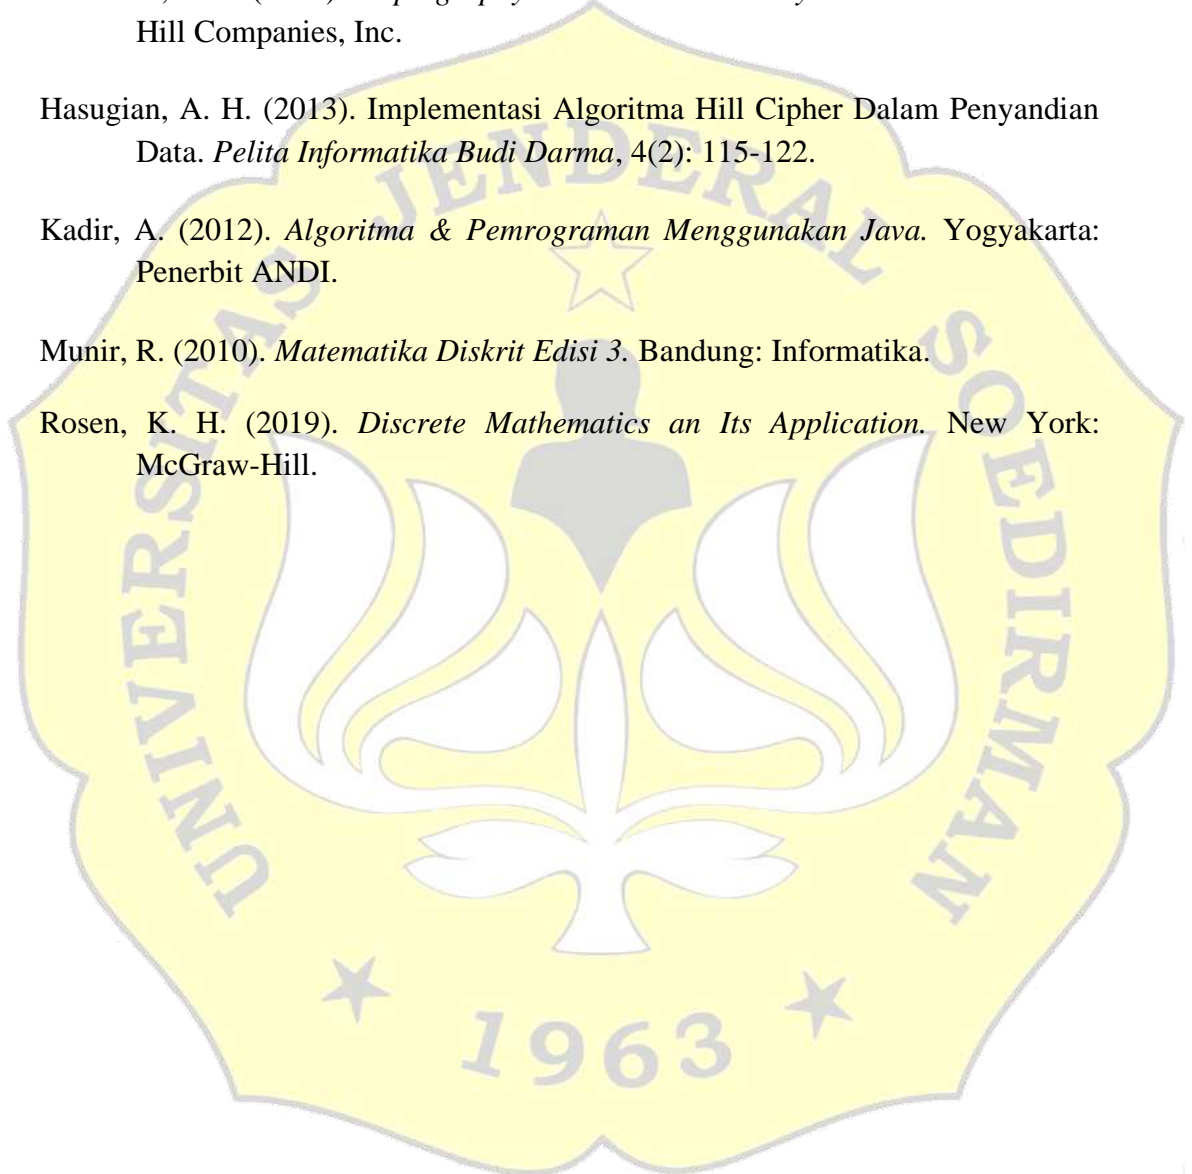 Hill Companies, Inc.
Hasugian, A. H. (2013). Implementasi Algoritma Hill Cipher Dalam Penyandian
Data. Pelita Informatika Budi Darma, 4(2): 115-122.
Kadir, A. (2012). Algoritma & Pemrograman Menggunakan Java. Yogyakarta:
Penerbit ANDI.
Munir, R. (2010). Matematika Diskrit Edisi 3. Bandung: Informatika.
Rosen, K. H. (2019). Discrete Mathematics an Its Application. New York:
McGraw-Hill.
UNIVERSITAS JENDERAL SOEDIRMAN
1963